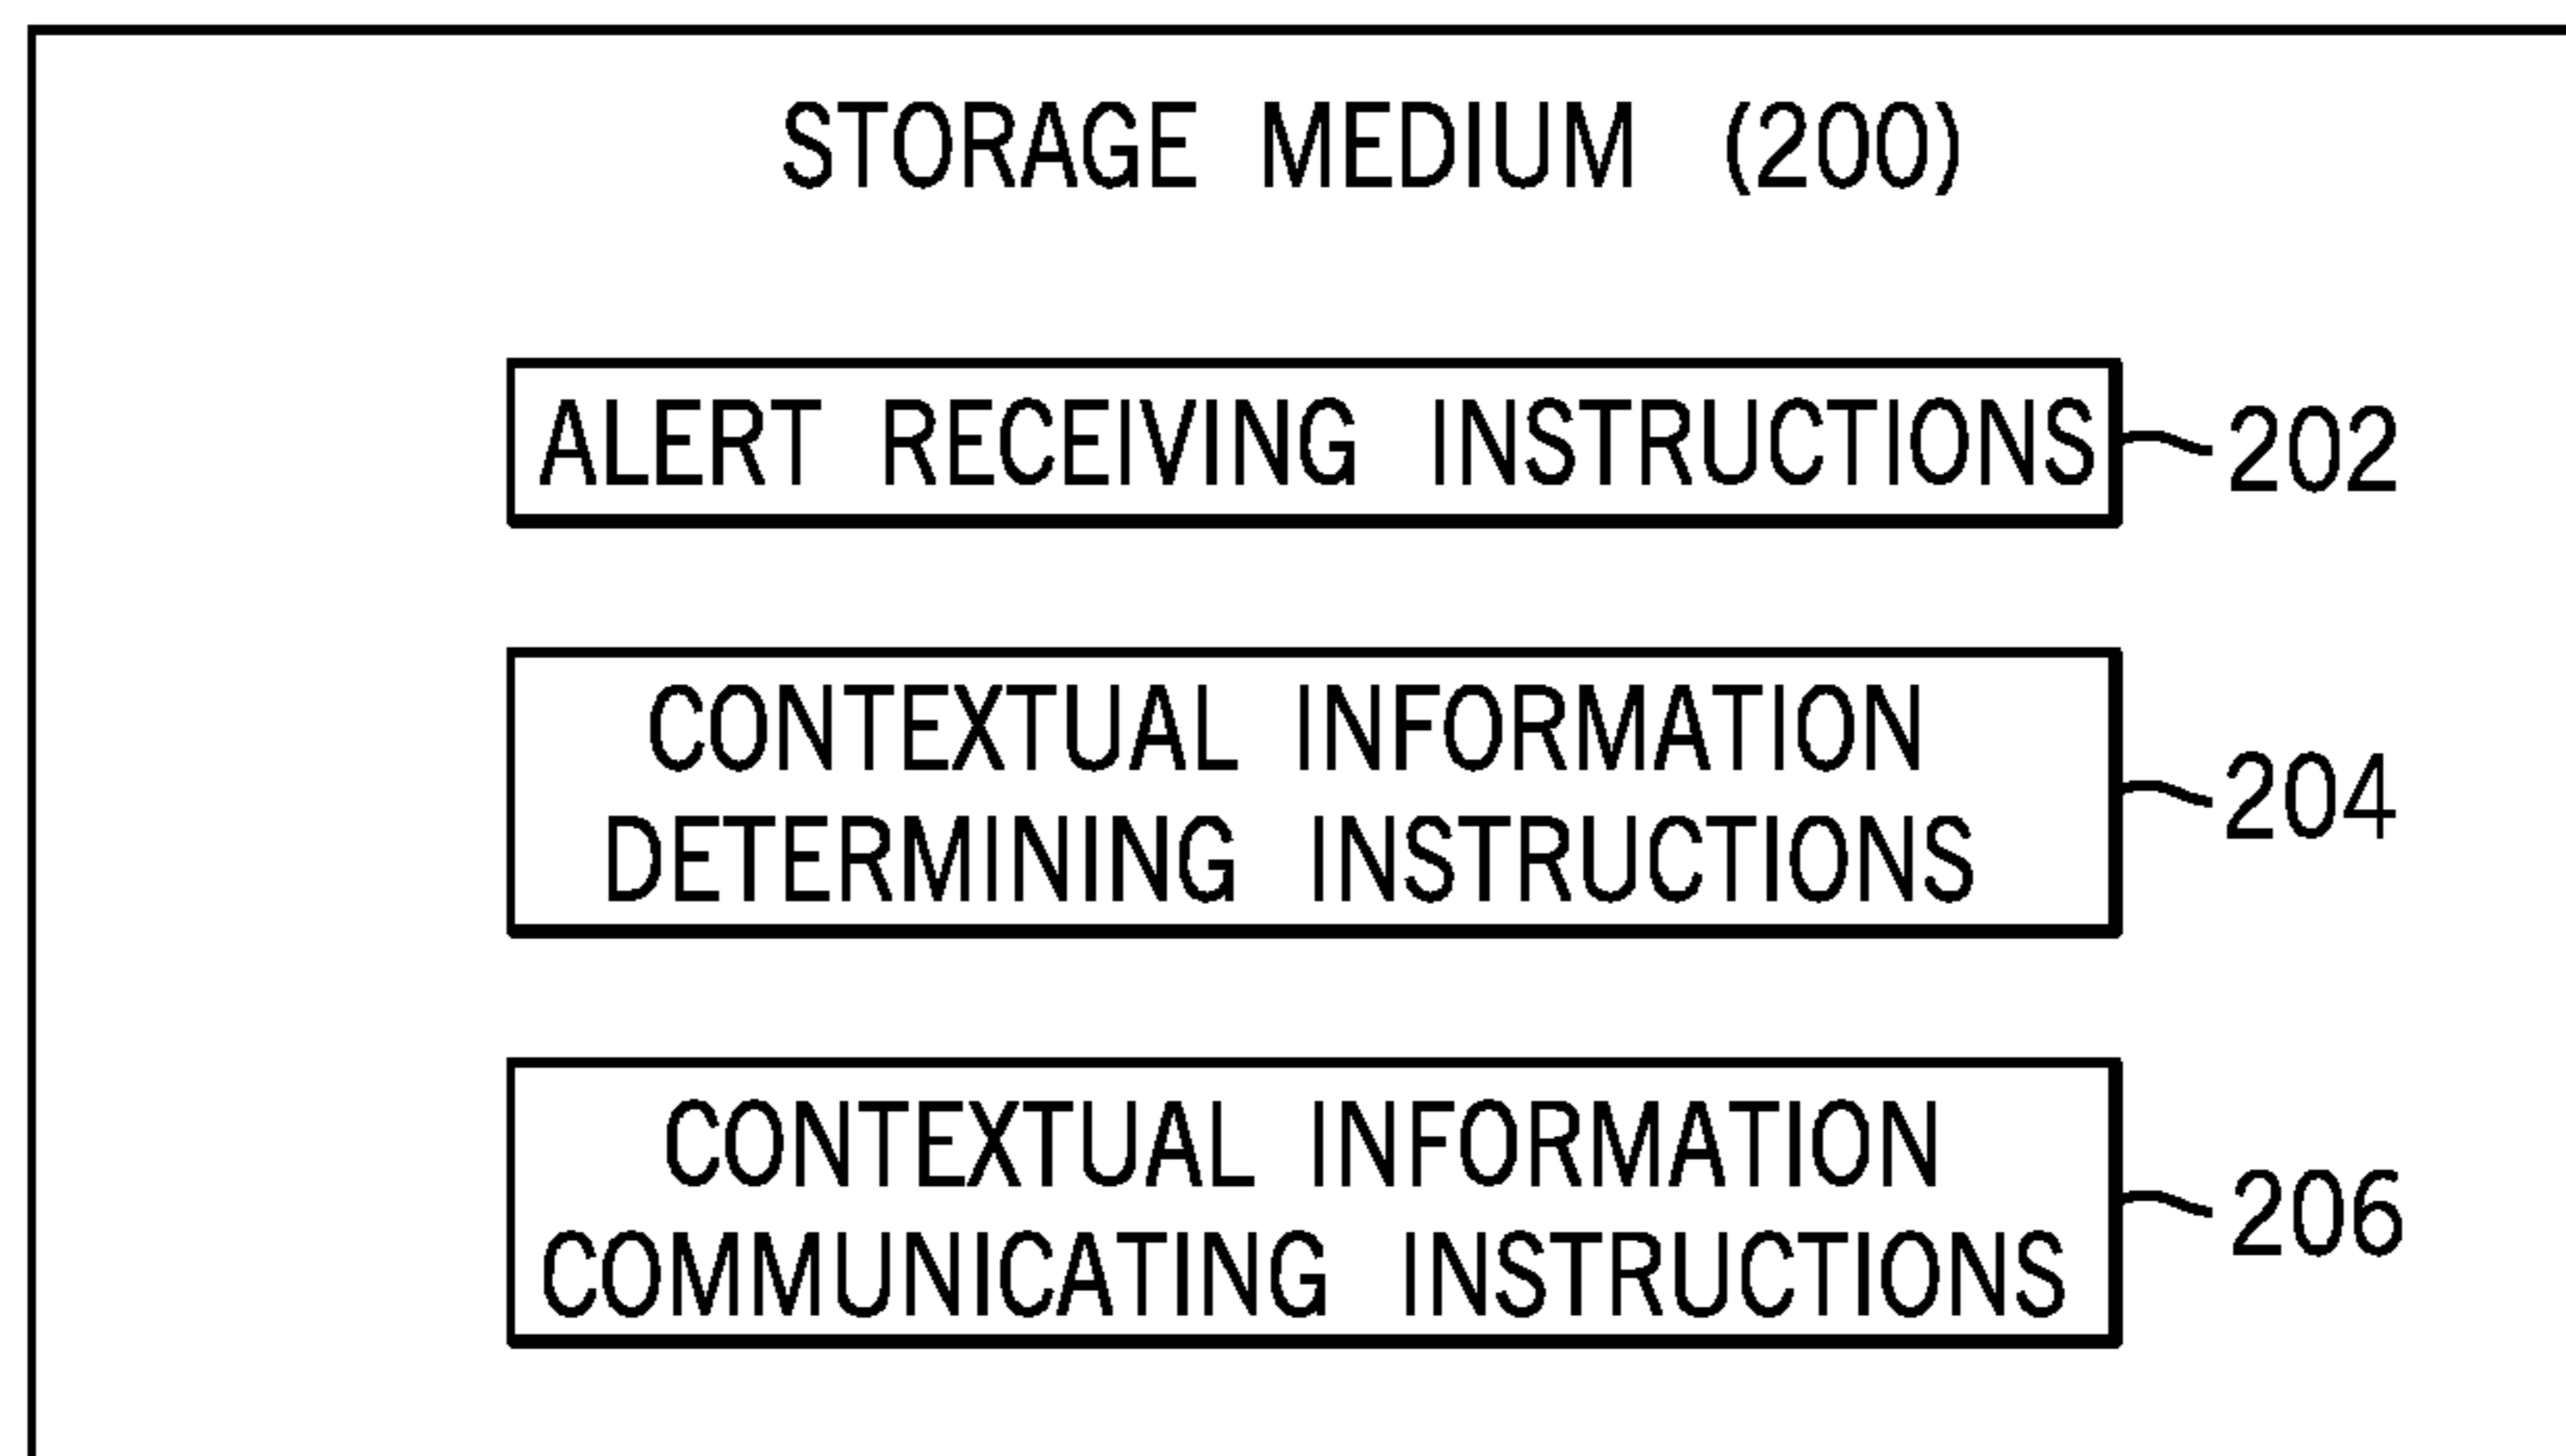 STORAGE MEDIUM (200)
ALERT RECEIVING INSTRUCTIONS
202
CONTEXTUAL INFORMATION
DETERMINING INSTRUCTIONS
204
CONTEXTUAL INFORMATION
COMMUNICATING INSTRUCTIONS
206